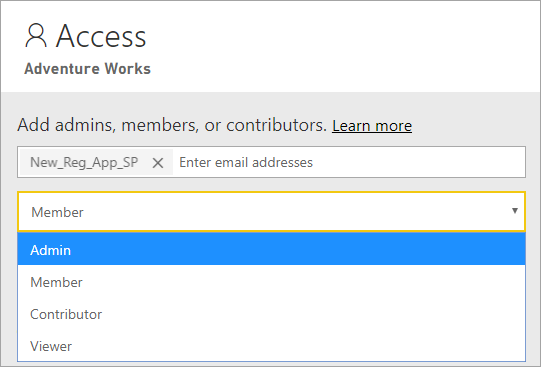 Access
Adventure Works
Add admins, members, or contributors. Learn more
New_Reg_App_SP × Enter email addresses
Member
Admin
Member
Contributor
Viewer